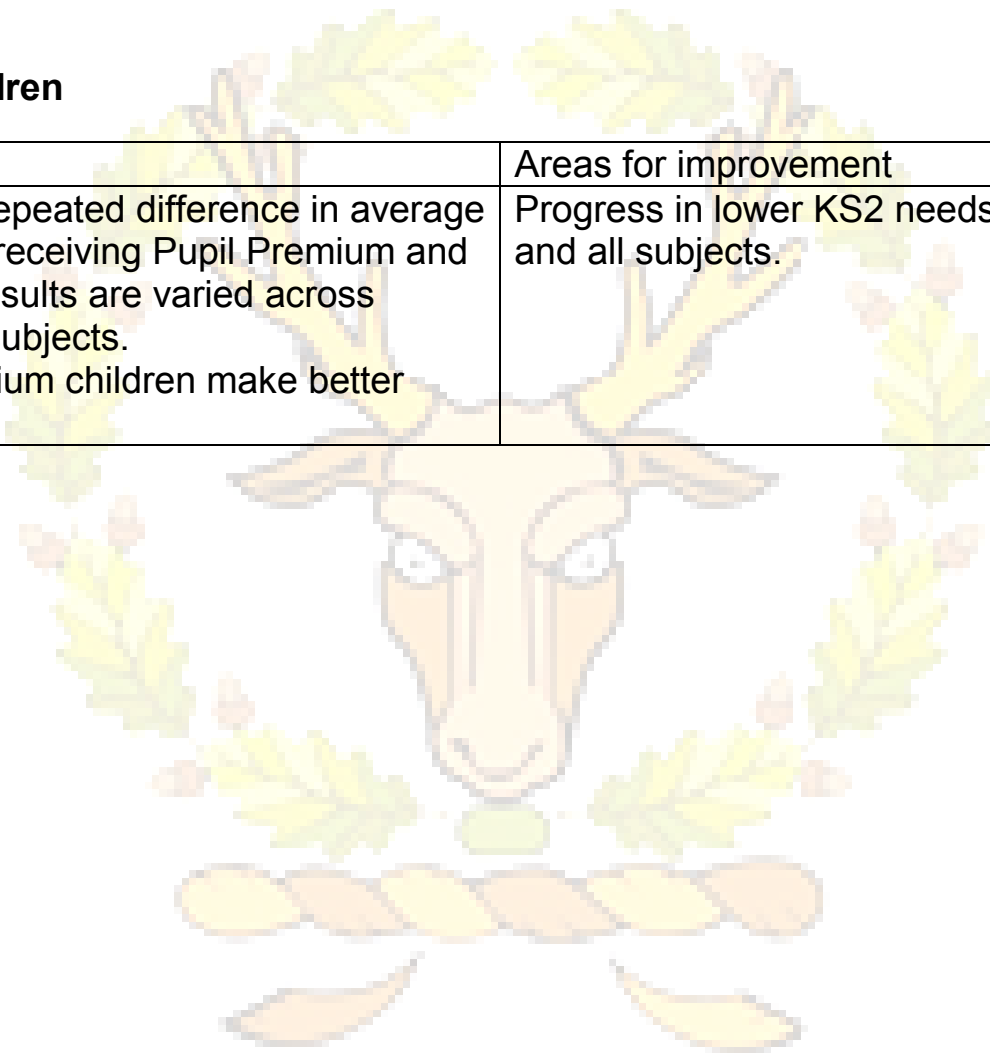 dren
Areas for improvement
epeated difference in average
receiving Pupil Premium and
sults are varied across
ubjects.
ium children make better
Progress in lower KS2 needs
and all subjects.